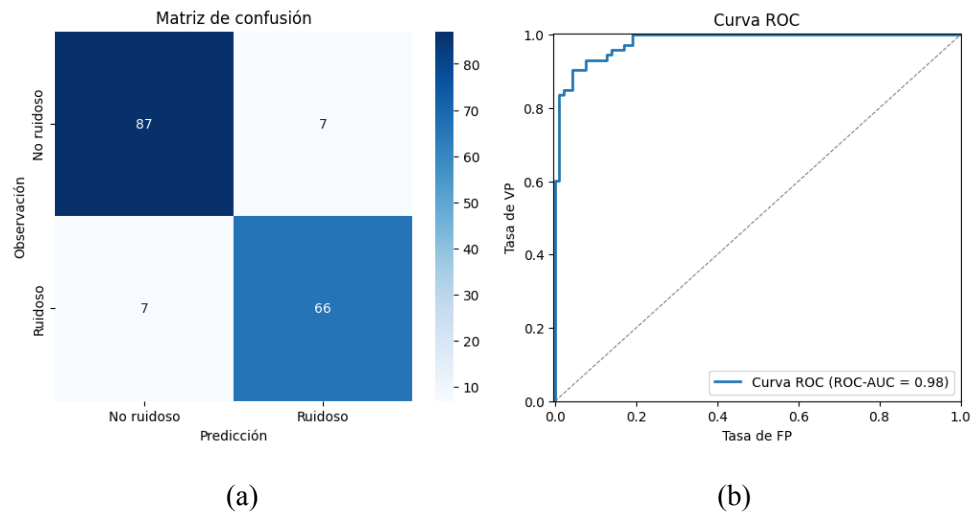 Matriz de confusión
No ruidoso
Ruidoso
Observación
87
7
7
66
No ruidoso
Ruidoso
Predicción
80
70
60
50
40
30
20
10
(a)
Curva ROC
1.0
0.8
0.6
0.4
0.2
0.0
Tasa de VP
Curva ROC (ROC-AUC = 0.98)
0.0
0.2
0.4
0.6
0.8
1.0
Tasa de FP
(b)